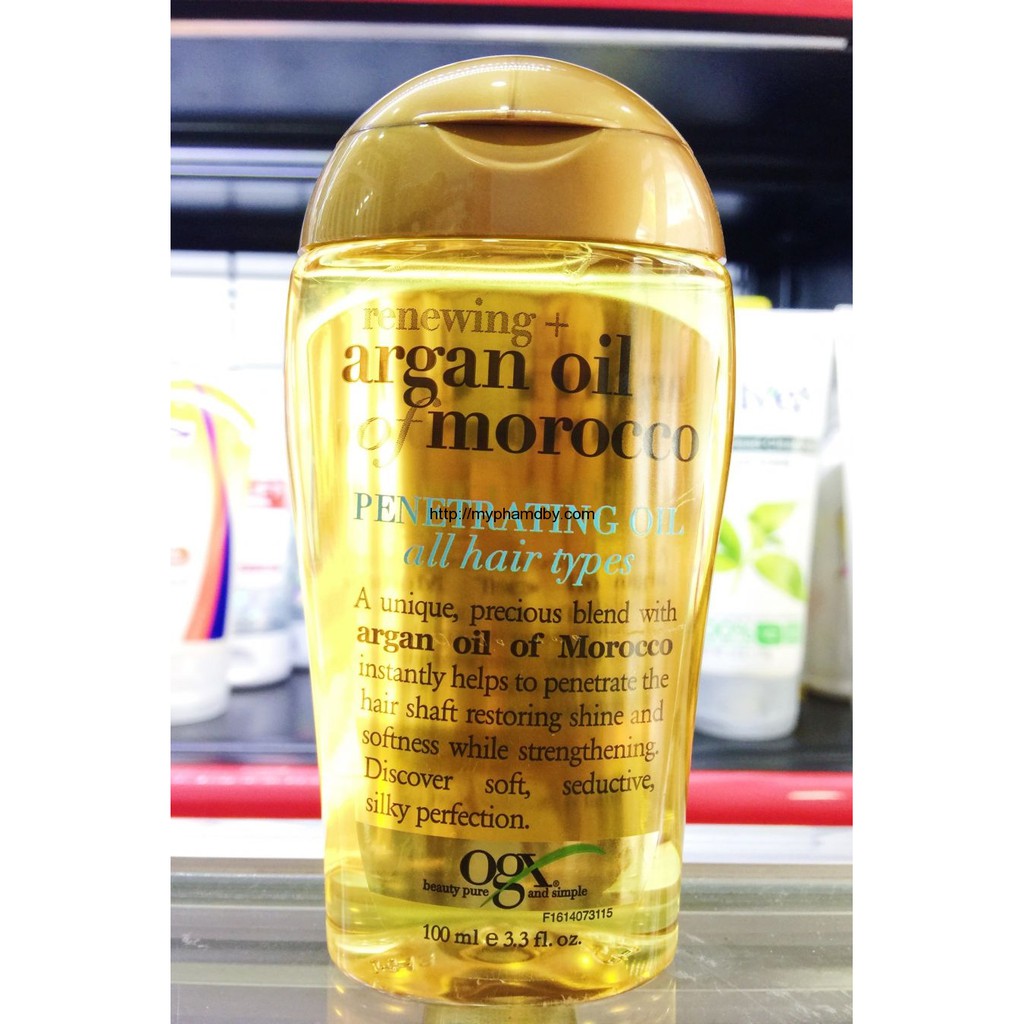 renewing +
argan oil
of morocco
PENETRATING OIL
http://myphamdby.com
all hair types
A unique, precious blend with
argan oil of Morocco
instantly helps to penetrate the
hair shaft restoring shine and
softness while strengthening.
Discover soft, seductive,
silky perfection.
ogx®
beauty pure and simple
F1614073115
100 ml e 3.3 fl. oz.